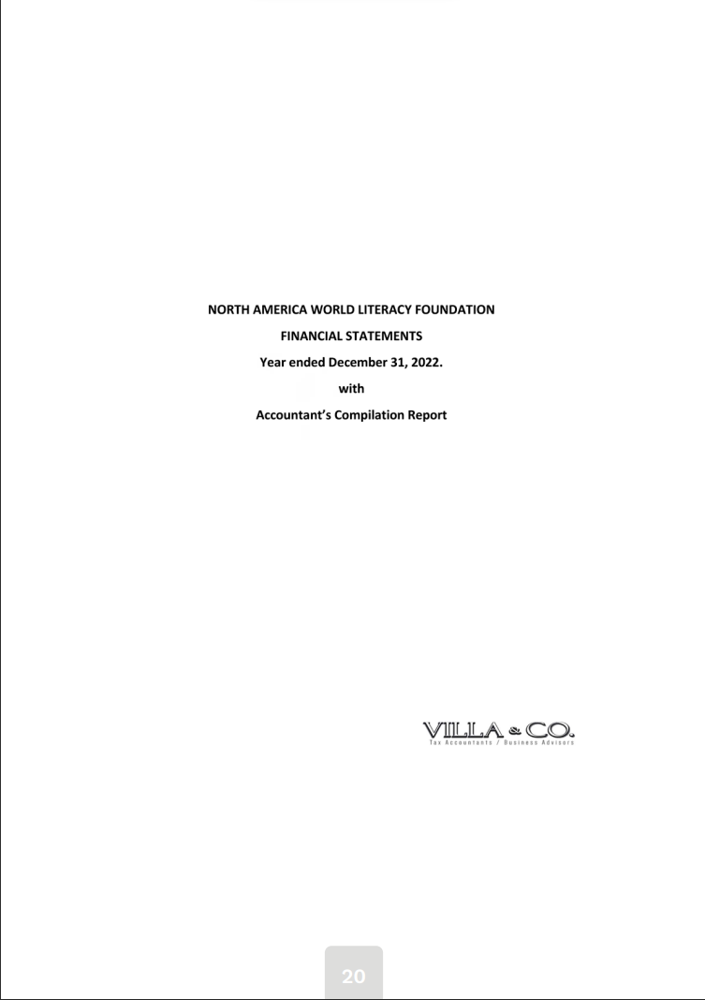 NORTH AMERICA WORLD LITERACY FOUNDATION
FINANCIAL STATEMENTS
Year ended December 31, 2022.
with
Accountant’s Compilation Report
VILLA & CO.
Tax Accountants / Business Advisors
20